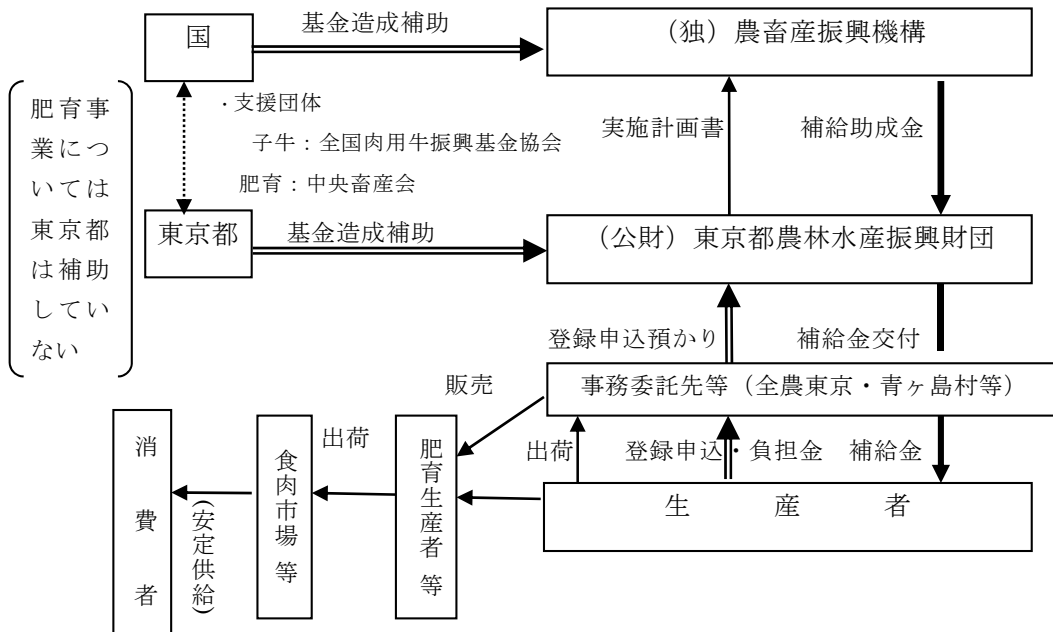 国
基金造成補助
（独）農畜産振興機構
肥育事
業につ
いては
東京都
は補助
してい
ない
・支援団体
子牛：全国肉用牛振興基金協会
肥育：中央畜産会
実施計画書
補給助成金
東京都
基金造成補助
（公財）東京都農林水産振興財団
登録申込預かり
補給金交付
販売
事務委託先等（全農東京・青ヶ島村等）
出荷
出荷
登録申込・負担金
補給金
消費者
(安定供給)
食肉市場等
肥育生産者等
生産者